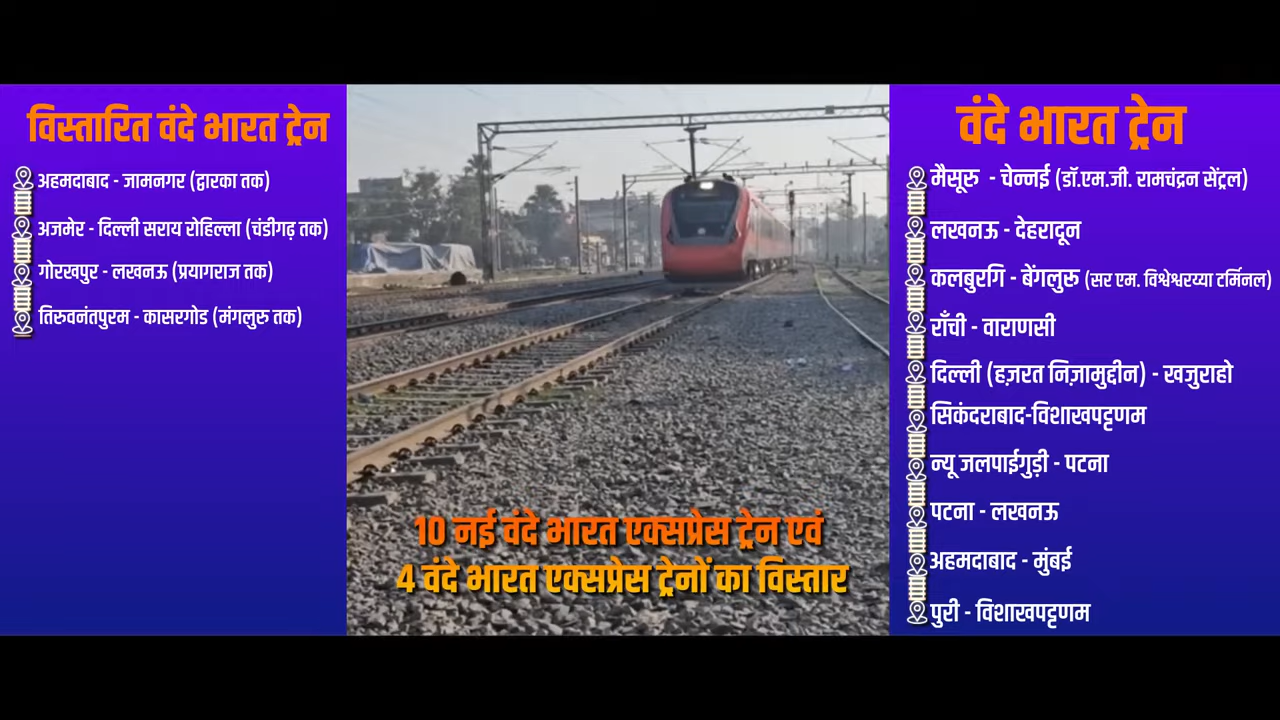 विस्तारित वंदे भारत ट्रेन
अहमदाबाद - जामनगर (द्वारका तक)
अजमेर - दिल्ली सराय रोहिल्ला (चंडीगढ़ तक)
गोरखपुर - लखनऊ (प्रयागराज तक)
तिरुवनंतपुरम - कासरगोड (मंगलुरु तक)
10 नई वंदे भारत एक्सप्रेस ट्रेन एवं
4 वंदे भारत एक्सप्रेस ट्रेनों का विस्तार
वंदे भारत ट्रेन
मैसूरू - चेन्नई (डॉ.एम.जी. रामचंद्रन सेंट्रल)
लखनऊ - देहरादून
कलबुरगि - बेंगलुरू (सर एम. विश्वेश्वरय्या टर्मिनल)
राँची - वाराणसी
दिल्ली (हज़रत निज़ामुद्दीन) - खजुराहो
सिकंदराबाद-विशाखपट्टणम
न्यू जलपाईगुड़ी - पटना
पटना - लखनऊ
अहमदाबाद - मुंबई
पुरी - विशाखपट्टणम